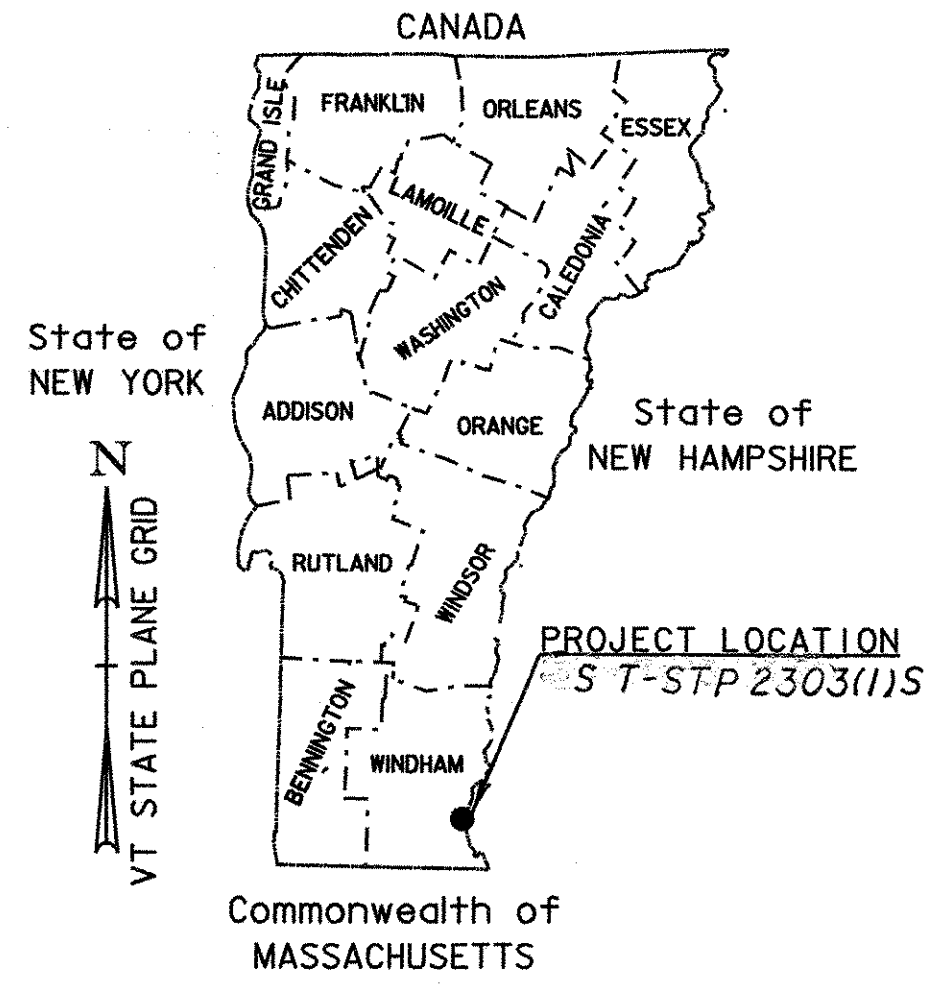 CANADA
FRANKLIN
ORLEANS
ESSEX
GRAND ISLE
LAMOILLE
CHITTENDEN
CALEDONIA
WASHINGTON
State of
NEW YORK
ADDISON
ORANGE
State of
NEW HAMPSHIRE
N
VT STATE PLANE GRID
RUTLAND
WINDSOR
PROJECT LOCATION
S T-STP 2303(1)S
BENNINGTON
WINDHAM
Commonwealth of
MASSACHUSETTS